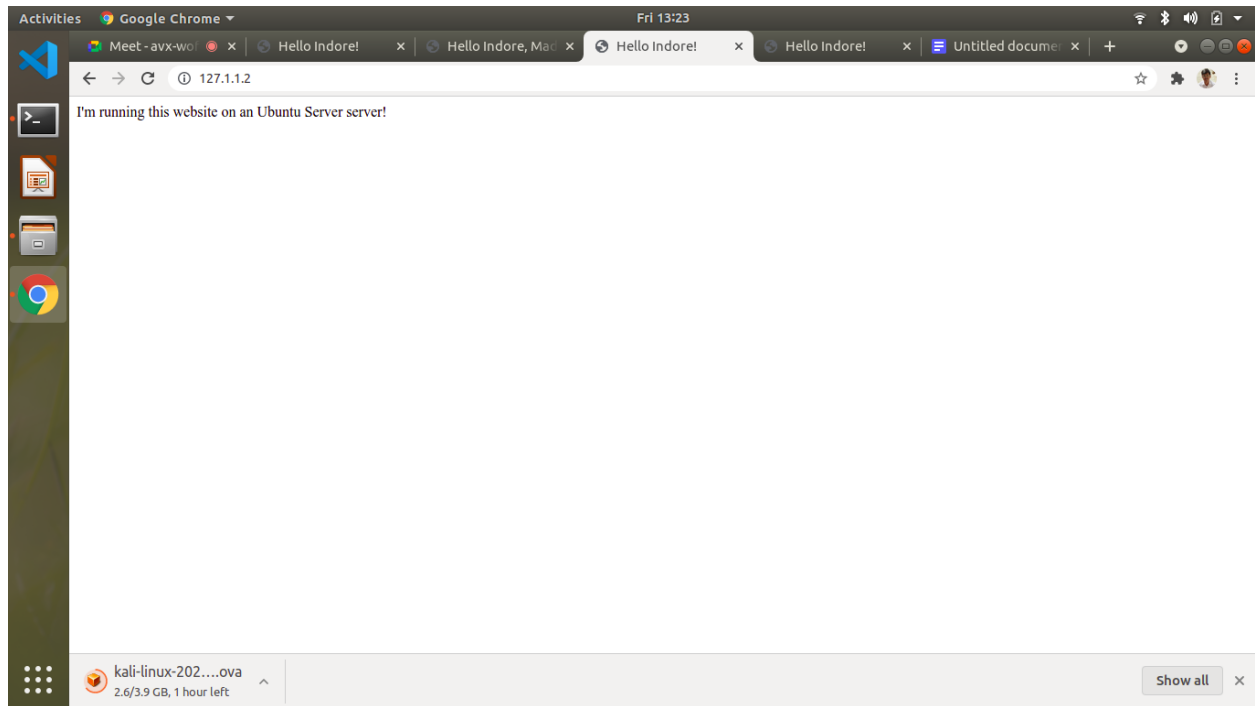 Activities Google Chrome Fri 13:23
Meet - avx-wo Hello Indore! Hello Indore, Mad Hello Indore! Hello Indore! Untitled documen
127.1.1.2
I'm running this website on an Ubuntu Server server!
kali-linux-202....ova
2.6/3.9 GB, 1 hour left
Show all